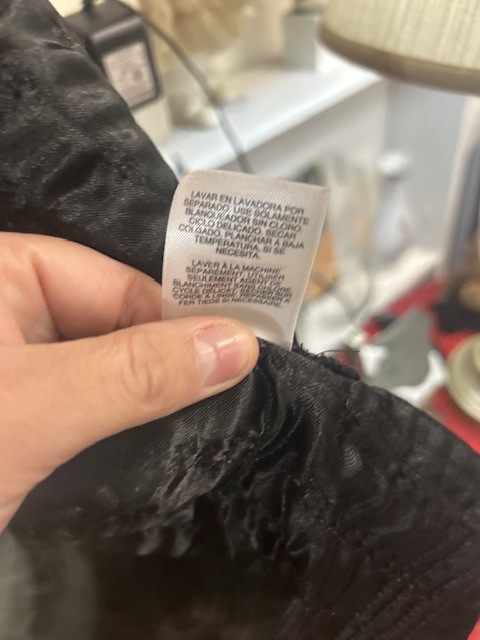 LAVAR EN LAVADORA POR
SEPARADO. USE SOLAMENTE
BLANQUEADOR SIN CLORO.
CICLO DELICADO. SECAR
COLGADO. PLANCHAR A BAJA
TEMPERATURA, SI SE
NECESITA.
LAVER À LA MACHINE
SÉPARÉMENT. UTILISER
SEULEMENT AGENT DE
BLANCHIMENT SANS CHLORE
CYCLE DÉLICAT.
CORDE À LINGE. REPASSER À
FER TIÈDE SI BESOIN.